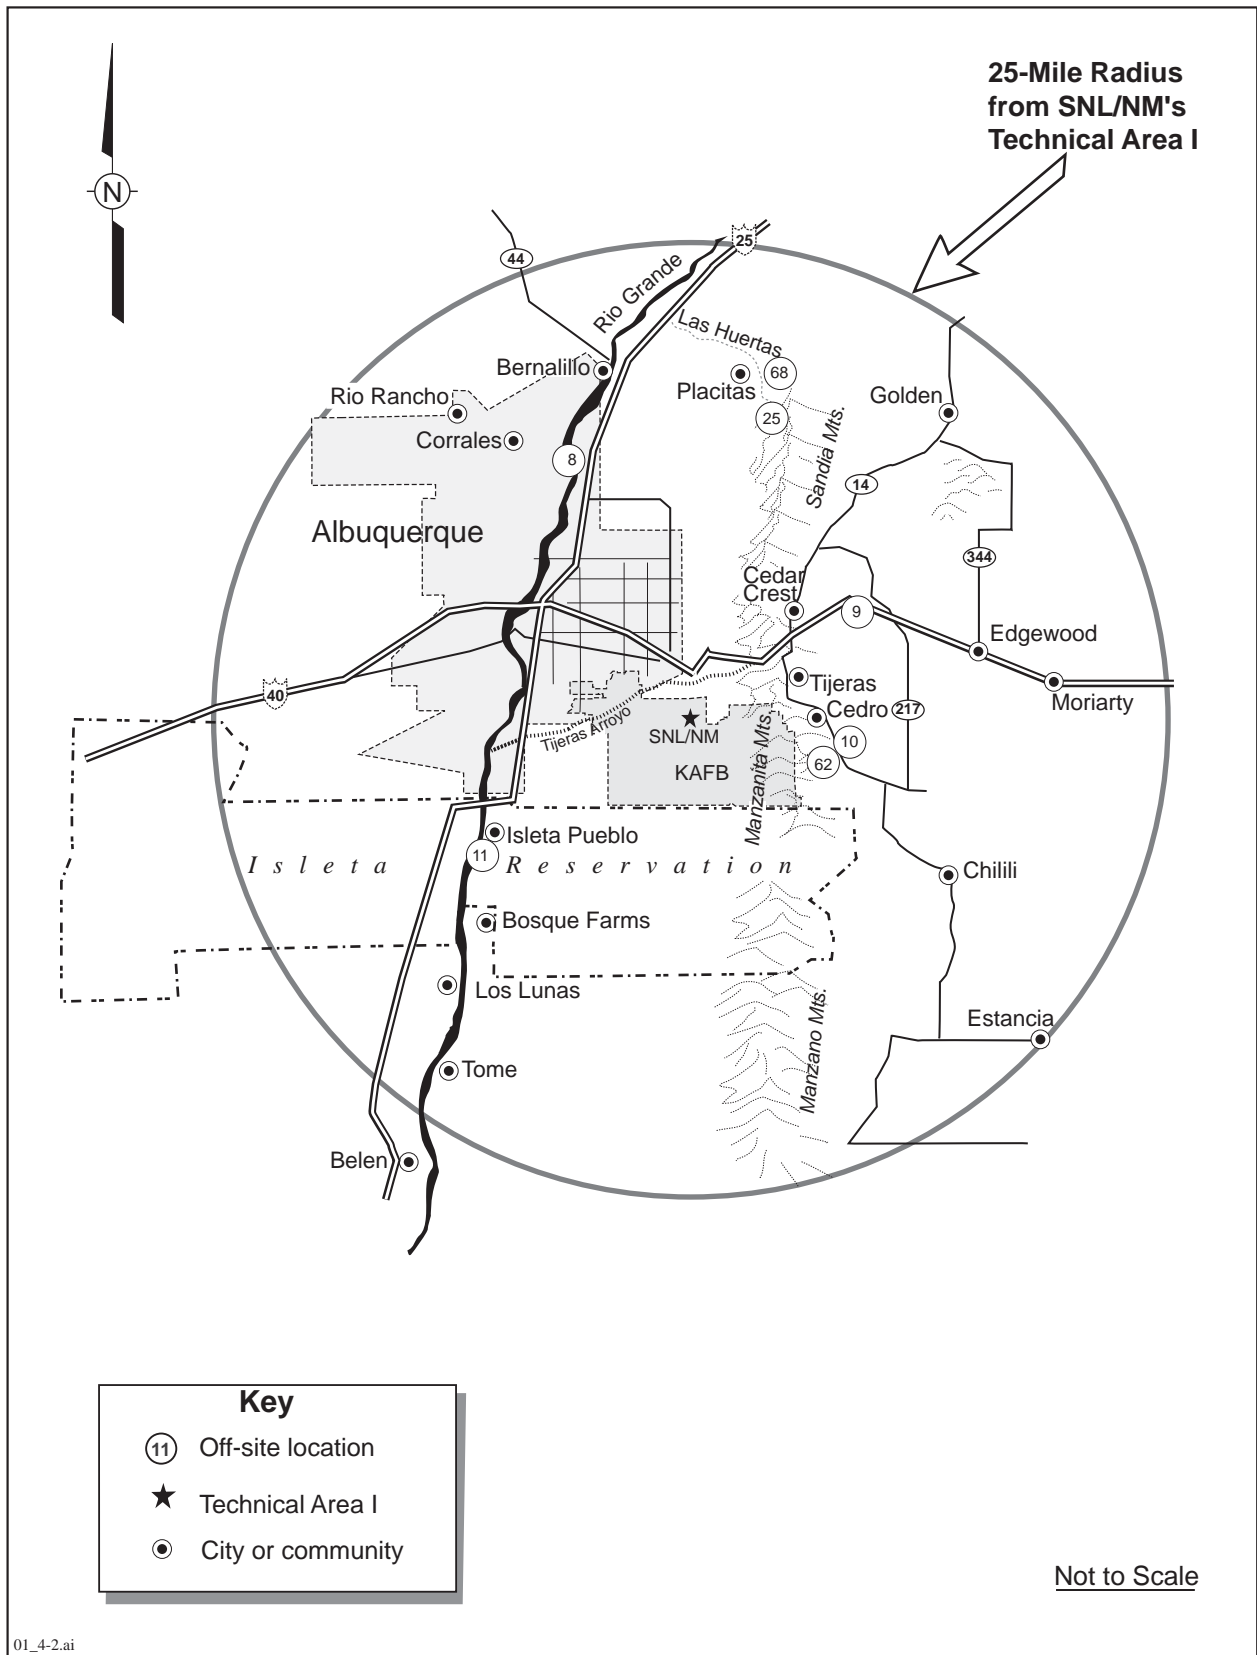 25-Mile Radius
from SNL/NM's
Technical Area I
N
25
44
Rio Grande
Las Huertas
Bernalillo
68
Placitas
Rio Rancho
Golden
25
Corrales
8
Sandia Mts.
14
Albuquerque
344
Cedar
Crest
9
Edgewood
Tijeras
40
Moriarty
Cedro
217
Tijeras Arroyo
SNL/NM
10
62
KAFB
Manzanita Mts.
Isleta Pueblo
11
Isleta Reservation
Chilili
Bosque Farms
Los Lunas
Estancia
Manzano Mts.
Tome
Belen
Key
11 Off-site location
Technical Area I
City or community
Not to Scale
01_4-2.ai